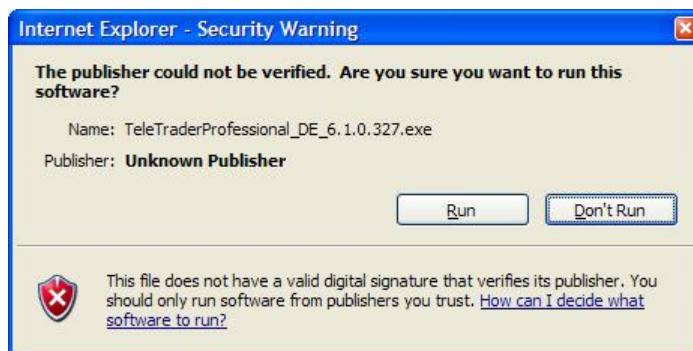 Internet Explorer - Security Warning
The publisher could not be verified. Are you sure you want to run this
software?
Name: TeleTraderProfessional_DE_6.1.0.327.exe
Publisher: Unknown Publisher
Run Don't Run
This file does not have a valid digital signature that verifies its publisher. You
should only run software from publishers you trust. How can I decide what
software to run?